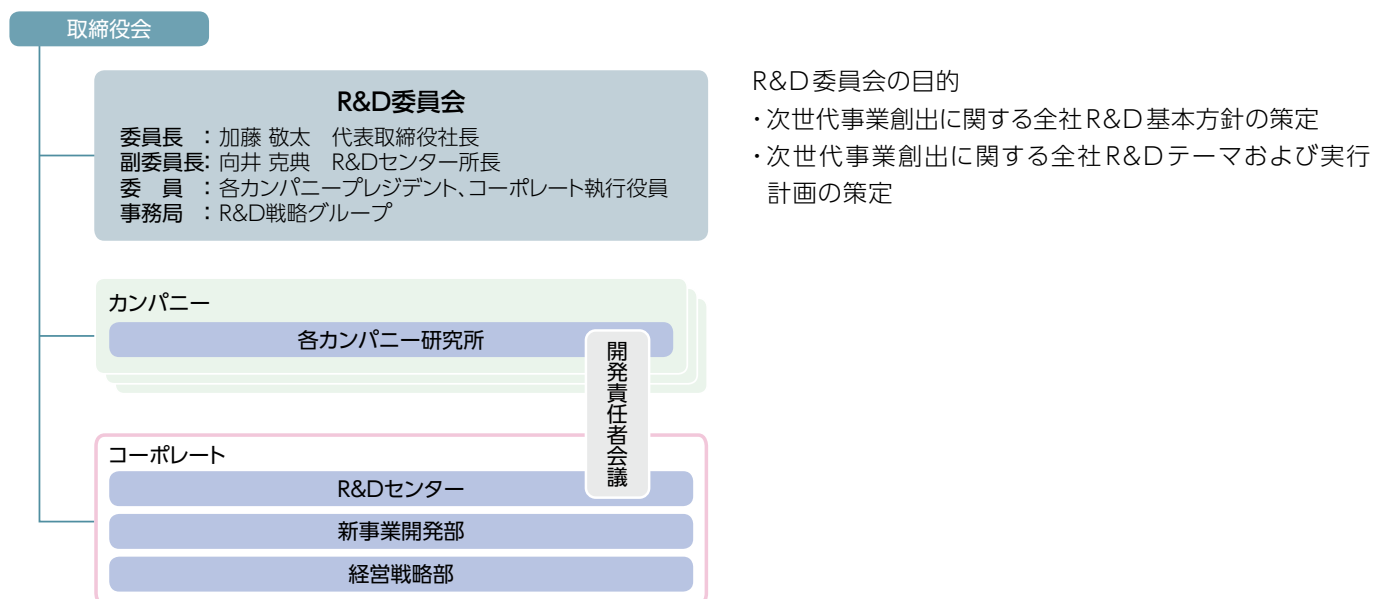 取締役会
R&D委員会
委員長 ：加藤 敬太 代表取締役社長
副委員長：向井 克典 R&Dセンター所長
委 員 ：各カンパニープレジデント、コーポレート執行役員
事務局 ：R&D戦略グループ
R&D委員会の目的
・次世代事業創出に関する全社R&D基本方針の策定
・次世代事業創出に関する全社R&Dテーマおよび実行
計画の策定
カンパニー
各カンパニー研究所
開発責任者会議
コーポレート
R&Dセンター
新事業開発部
経営戦略部